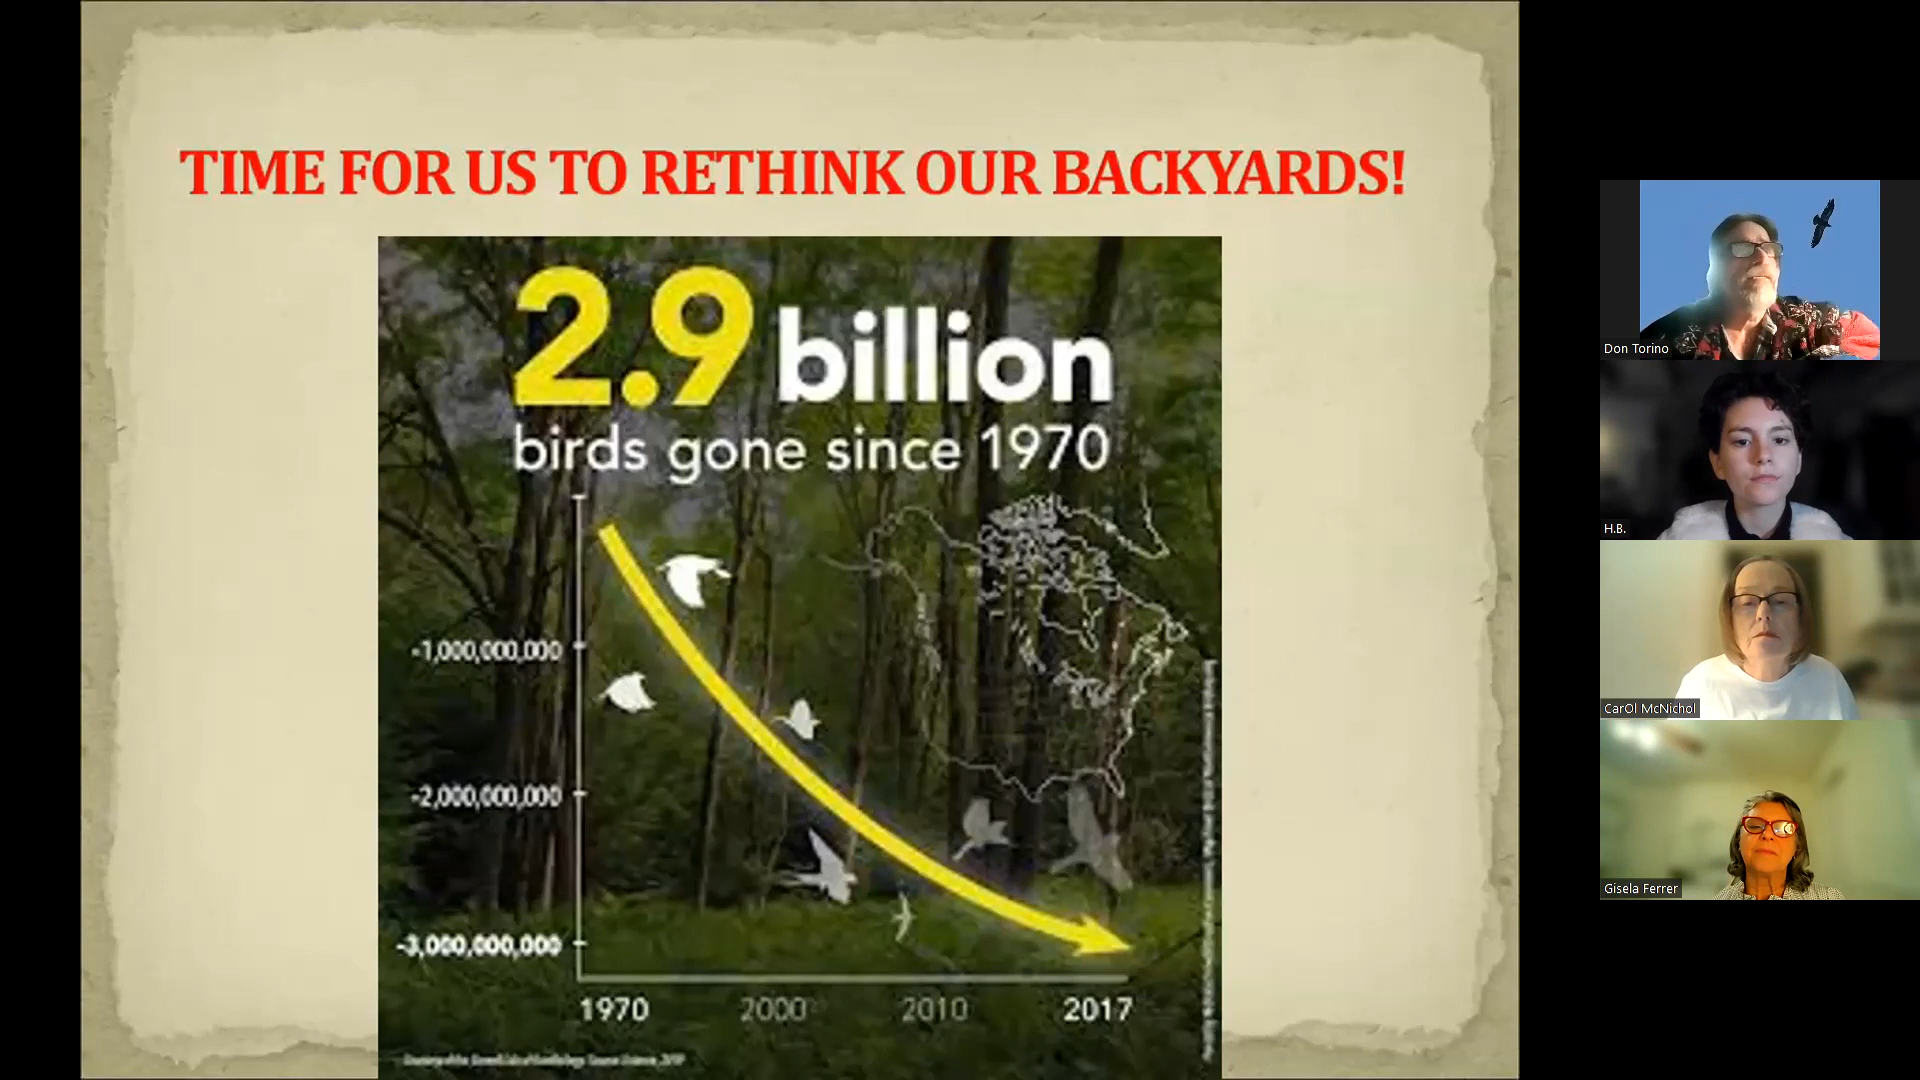 TIME FOR US TO RETHINK OUR BACKYARDS!
2.9 billion
birds gone since 1970
-1,000,000,000
-2,000,000,000
-3,000,000,000
1970 2000 2010 2017
Don Torino
H.B.
CarOl McNichol
Gisela Ferrer